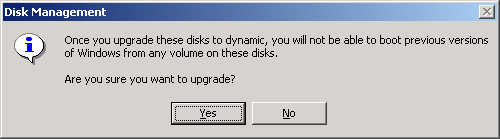 Disk Management
Once you upgrade these disks to dynamic, you will not be able to boot previous versions
of Windows from any volume on these disks.
Are you sure you want to upgrade?
Yes No